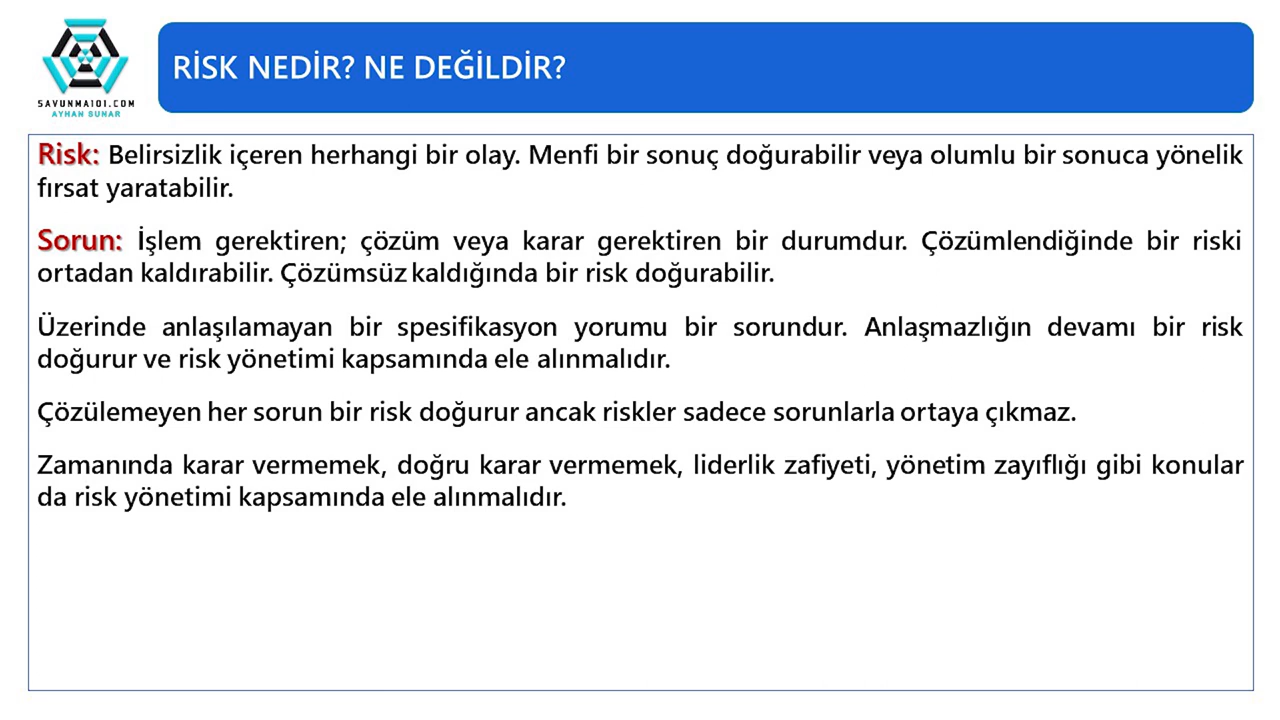 SAVUNMA101.COM
AYHAN SUNAR
RİSK NEDİR? NE DEĞİLDİR?
Risk: Belirsizlik içeren herhangi bir olay. Menfi bir sonuç doğurabilir veya olumlu bir sonuca yönelik
fırsat yaratabilir.
Sorun: İşlem gerektiren; çözüm veya karar gerektiren bir durumdur. Çözümlendiğinde bir riski
ortadan kaldırabilir. Çözümsüz kaldığında bir risk doğurabilir.
Üzerinde anlaşılamayan bir spesifikasyon yorumu bir sorundur. Anlaşmazlığın devamı bir risk
doğurur ve risk yönetimi kapsamında ele alınmalıdır.
Çözülemeyen her sorun bir risk doğurur ancak riskler sadece sorunlarla ortaya çıkmaz.
Zamanında karar vermemek, doğru karar vermemek, liderlik zafiyeti, yönetim zayıflığı gibi konular
da risk yönetimi kapsamında ele alınmalıdır.